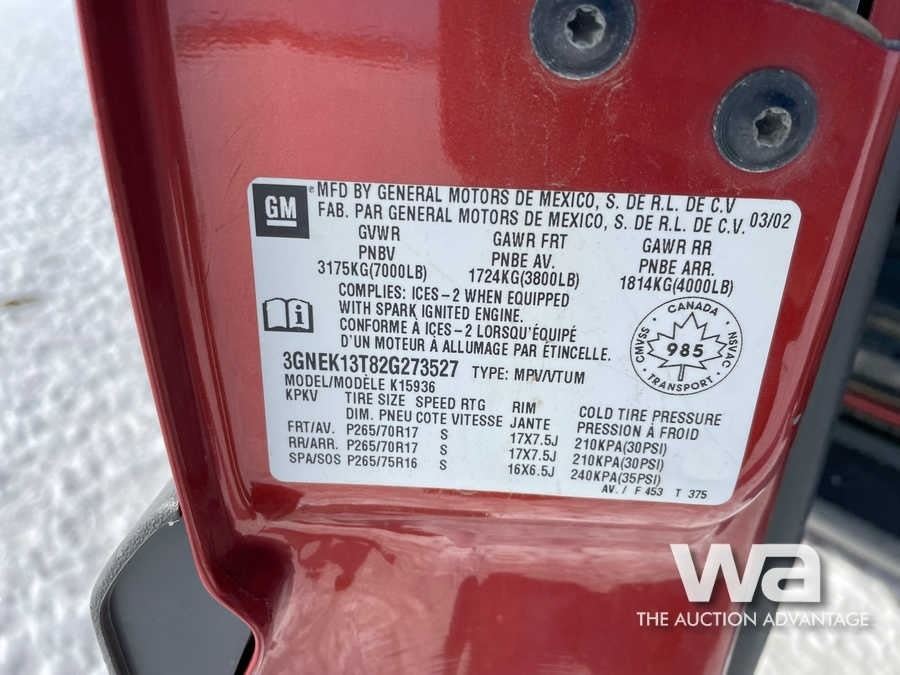 GM
® MFD BY GENERAL MOTORS DE MEXICO, S. DE R.L. DE C.V
FAB. PAR GENERAL MOTORS DE MEXICO, S. DE R.L. DE C.V. 03/02
GVWR GAWR FRT GAWR RR
PNBV PNBE AV. PNBE ARR.
3175KG(7000LB) 1724KG(3800LB) 1814KG(4000LB)
COMPLIES: ICES-2 WHEN EQUIPPED
WITH SPARK IGNITED ENGINE.
CONFORME À ICES-2 LORSQU'ÉQUIPÉ
D'UN MOTEUR À ALLUMAGE PAR ÉTINCELLE.
i
CANADA
CMVSS 985 NSVAC
TRANSPORT
3GNEK13T82G273527 TYPE: MPV/VTUM
MODEL/MODÈLE K15936
KPKV TIRE SIZE SPEED RTG RIM COLD TIRE PRESSURE
DIM. PNEU COTE VITESSE JANTE PRESSION À FROID
FRT/AV. P265/70R17 S 17X7.5J 210KPA(30PSI)
RR/ARR. P265/70R17 S 17X7.5J 210KPA(30PSI)
SPA/SOS P265/75R16 S 16X6.5J 240KPA(35PSI)
AV. / F 453 T 375
wa
THE AUCTION ADVANTAGE